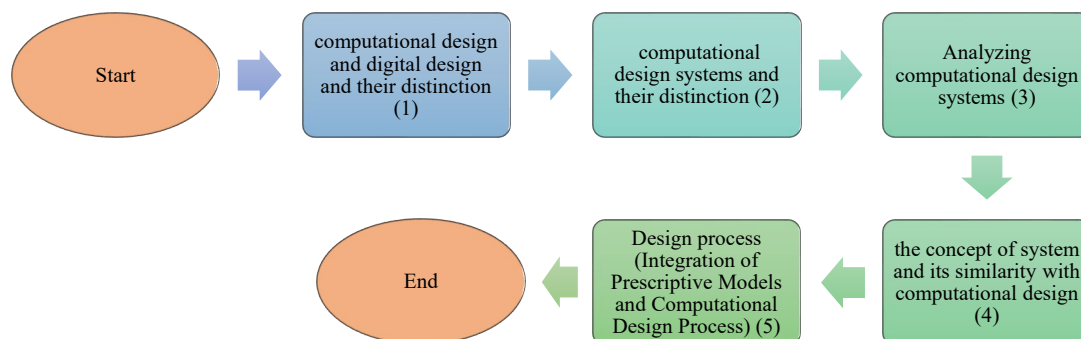 Start
computational design
and digital design
and their distinction
(1)
computational
design systems and
their distinction (2)
Analyzing
computational design
systems (3)
the concept of system
and its similarity with
computational design
(4)
Design process
(Integration of
Prescriptive Models
and Computational
Design Process) (5)
End